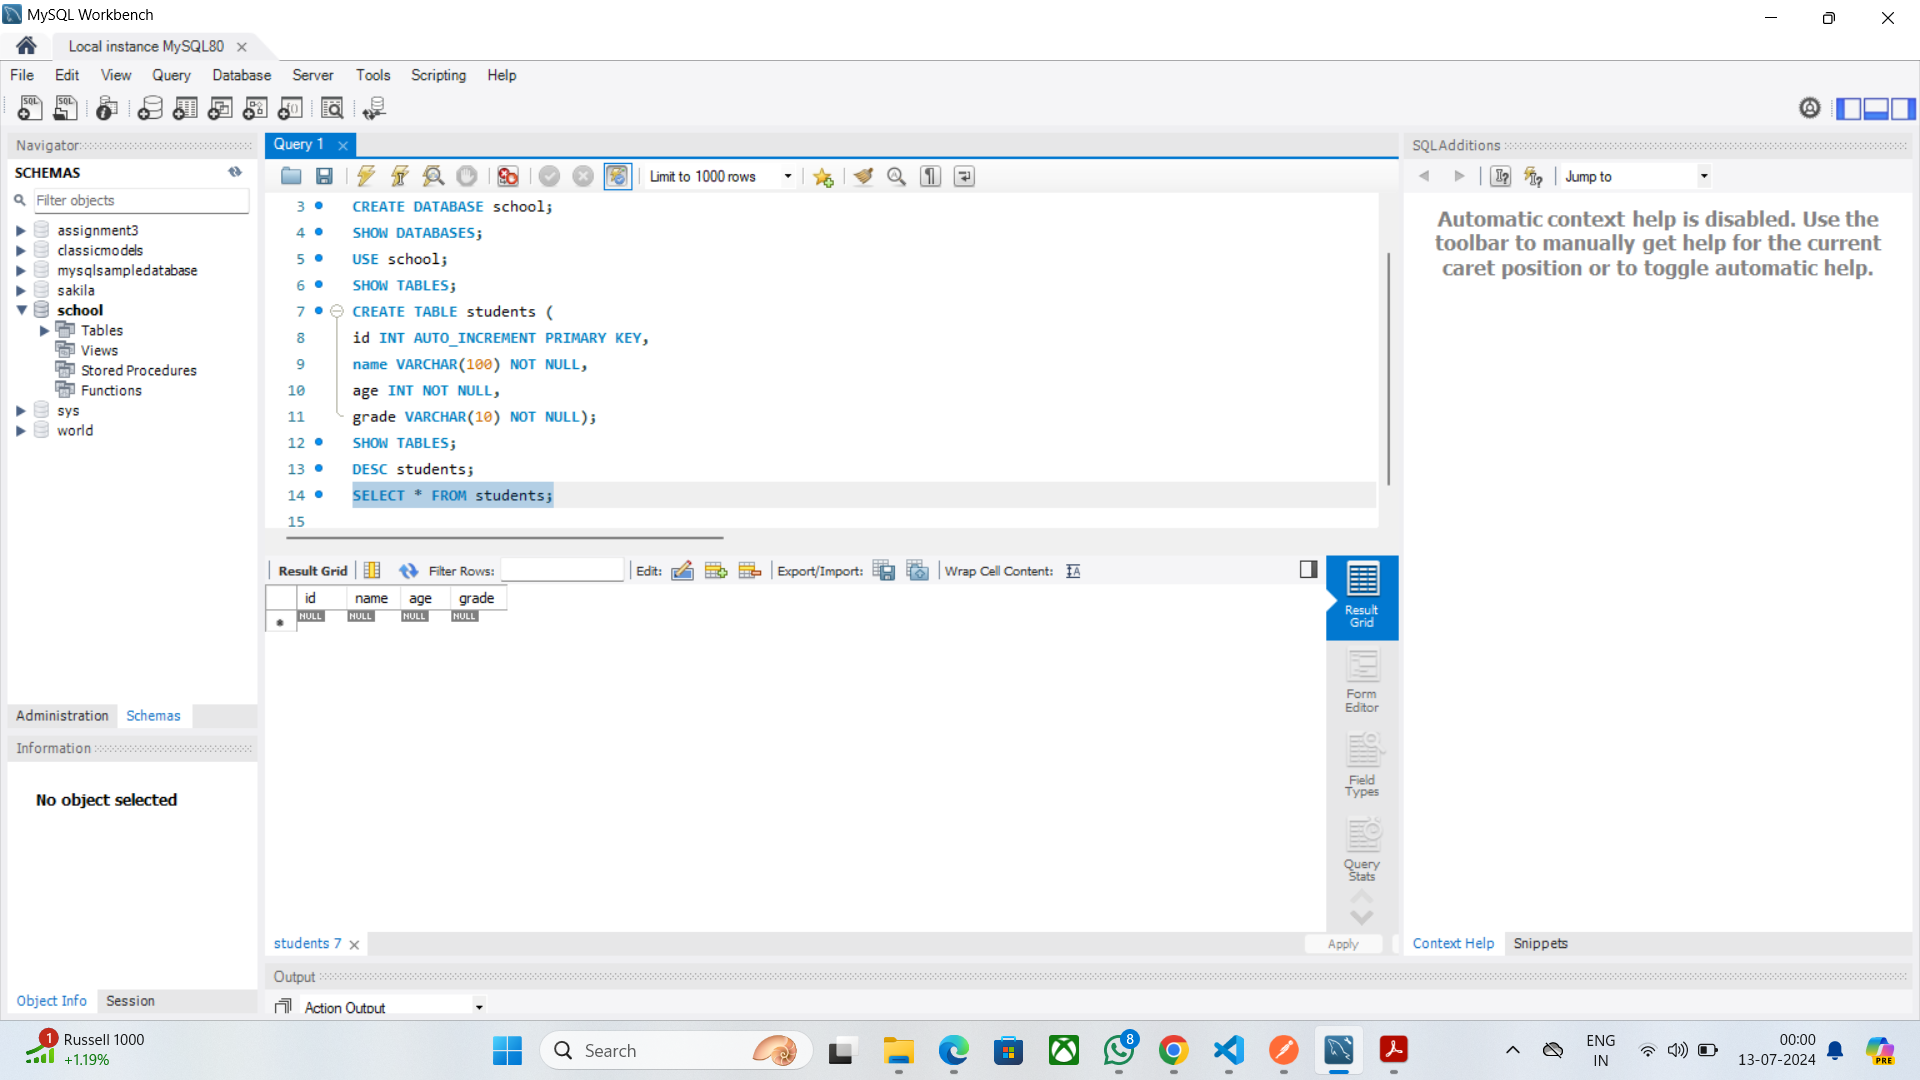 MySQL Workbench
Local instance MySQL80
File Edit View Query Database Server Tools Scripting Help
Navigator
SCHEMAS
Filter objects
assignment3
classicmodels
mysqlsampledatabase
sakila
school
Tables
Views
Stored Procedures
Functions
sys
world
Administration Schemas
Information
No object selected
Object Info Session
Query 1
Limit to 1000 rows
3 CREATE DATABASE school;
4 SHOW DATABASES;
5 USE school;
6 SHOW TABLES;
7 CREATE TABLE students (
8 id INT AUTO_INCREMENT PRIMARY KEY,
9 name VARCHAR(100) NOT NULL,
10 age INT NOT NULL,
11 grade VARCHAR(10) NOT NULL);
12 SHOW TABLES;
13 DESC students;
14 SELECT * FROM students;
15
Result Grid Filter Rows: Edit: Export/Import: Wrap Cell Content:
id name age grade
NULL NULL NULL NULL
Result
Grid
Form
Editor
Field
Types
Query
Stats
students 7
Apply
Output
Action Output
SQLAdditions
Jump to
Automatic context help is disabled. Use the
toolbar to manually get help for the current
caret position or to toggle automatic help.
Context Help Snippets
1
Russell 1000
+1.19%
Search
8
ENG
IN
00:00
13-07-2024
PRE